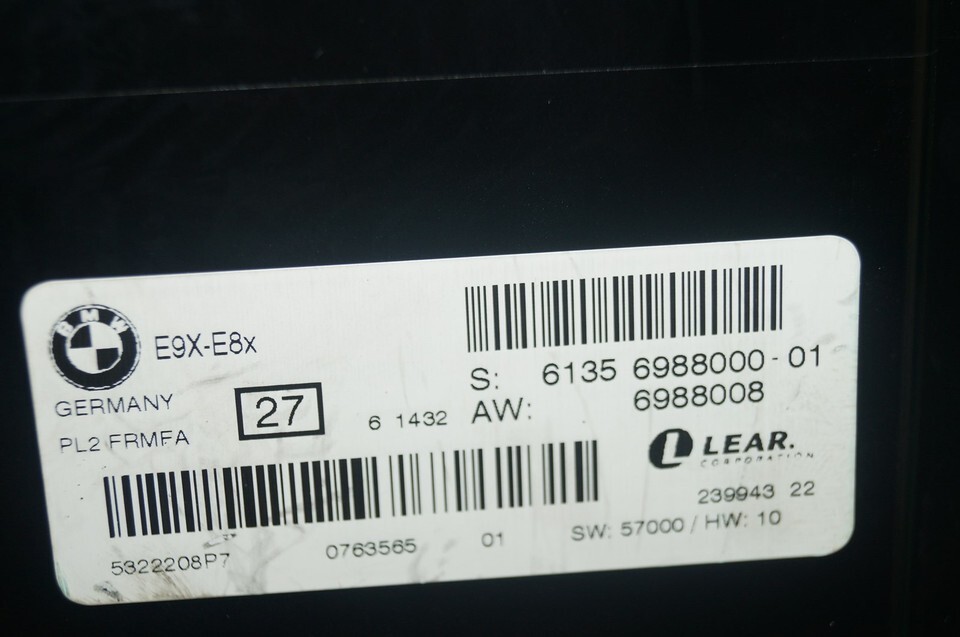 BMW
E9X-E8x
GERMANY
PL2 FRMFA
27
6 1432
S: 6135 6988000-01
AW: 6988008
LEAR.
CORPORATION
239943 22
5322208P7
0763565 01
SW: 57000 / HW: 10